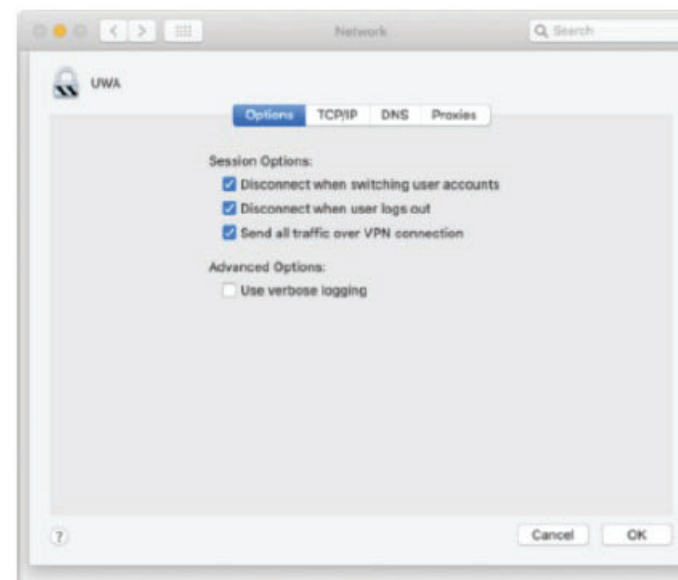 Network
Search
UWA
Options TCP/IP DNS Proxies
Session Options:
Disconnect when switching user accounts
Disconnect when user logs out
Send all traffic over VPN connection
Advanced Options:
Use verbose logging
? Cancel OK